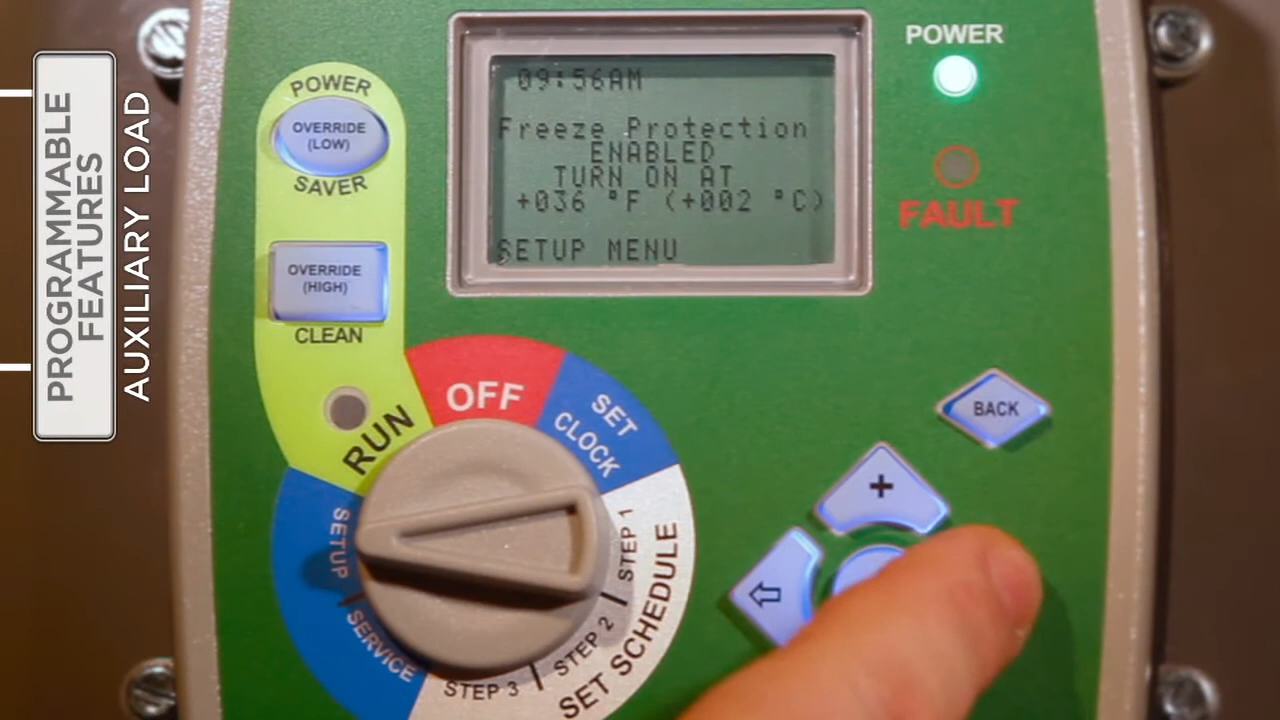 PROGRAMMABLE
FEATURES
AUXILIARY LOAD
POWER
OVERRIDE
(LOW)
SAVER
OVERRIDE
(HIGH)
CLEAN
RUN
OFF
SET
CLOCK
SETUP
SERVICE
STEP 1
STEP 2
STEP 3
SET SCHEDULE
09:56AM
Freeze Protection
ENABLED
TURN ON AT
+036 °F (+002 °C)
SETUP MENU
POWER
FAULT
BACK
+